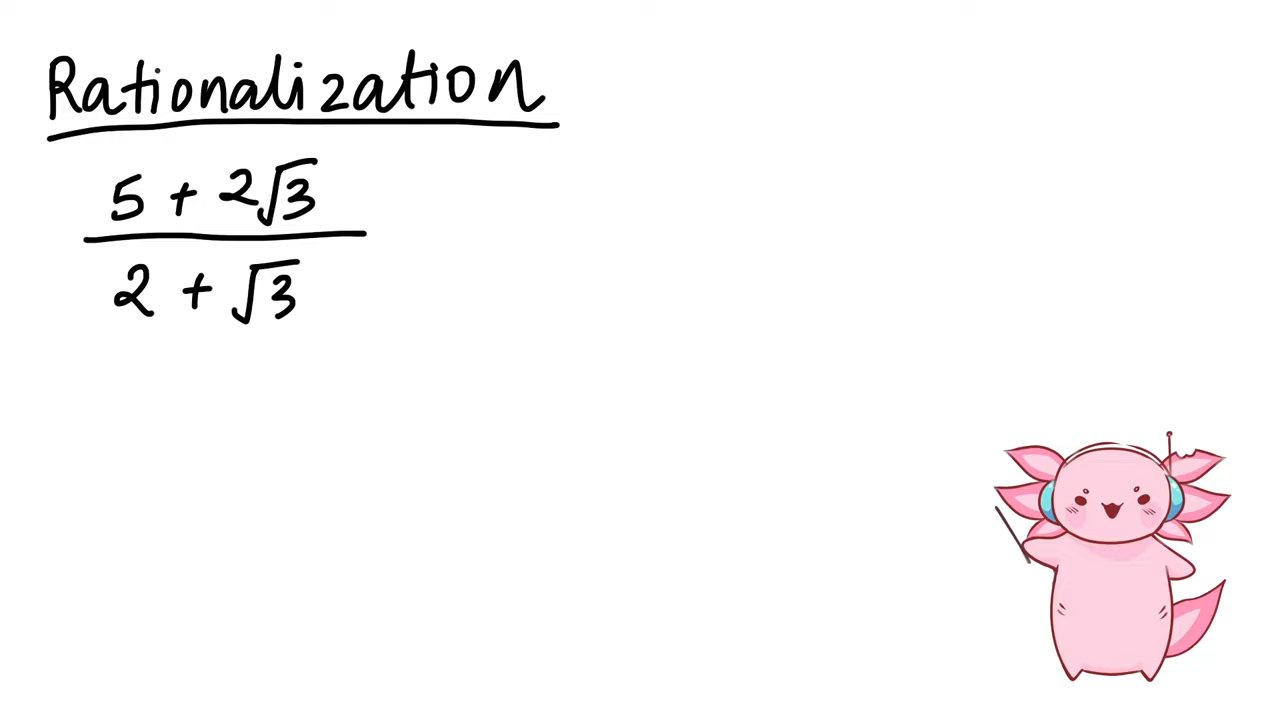 Rationalization
5 + 2√3
2 + √3